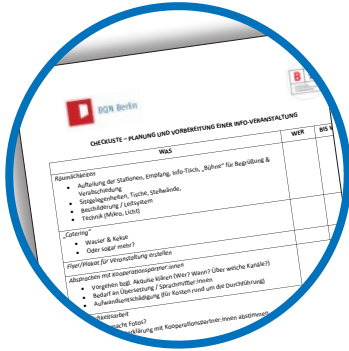 BQN Berlin
B
CHECKLISTE – PLANUNG UND VORBEREITUNG EINER INFO-VERANSTALTUNG
WAS WER BIS W
Räumlichkeiten
• Aufteilung der Stationen, Empfang, Info-Tisch, „Bühne" für Begrüßung &
Verabschiedung
• Sitzgelegenheiten, Tische, Stellwände,
• Beschilderung / Leitsystem
• Technik (Mikro, Licht)
„Catering"
• Wasser & Kekse
• Oder sogar mehr?
Flyer/Plakat für Veranstaltung erstellen
Absprachen mit Kooperationspartner:innen
• Vorgehen bzgl. Akquise klären (Wer? Wann? Über welche Kanäle?)
• Bedarf an Übersetzung / Sprachmittler:innen
• Aufwandsentschädigung (für Kosten rund um die Durchführung)
hkeitsarbeit
macht Fotos?
erklärung mit Kooperationspartner:innen abstimmen